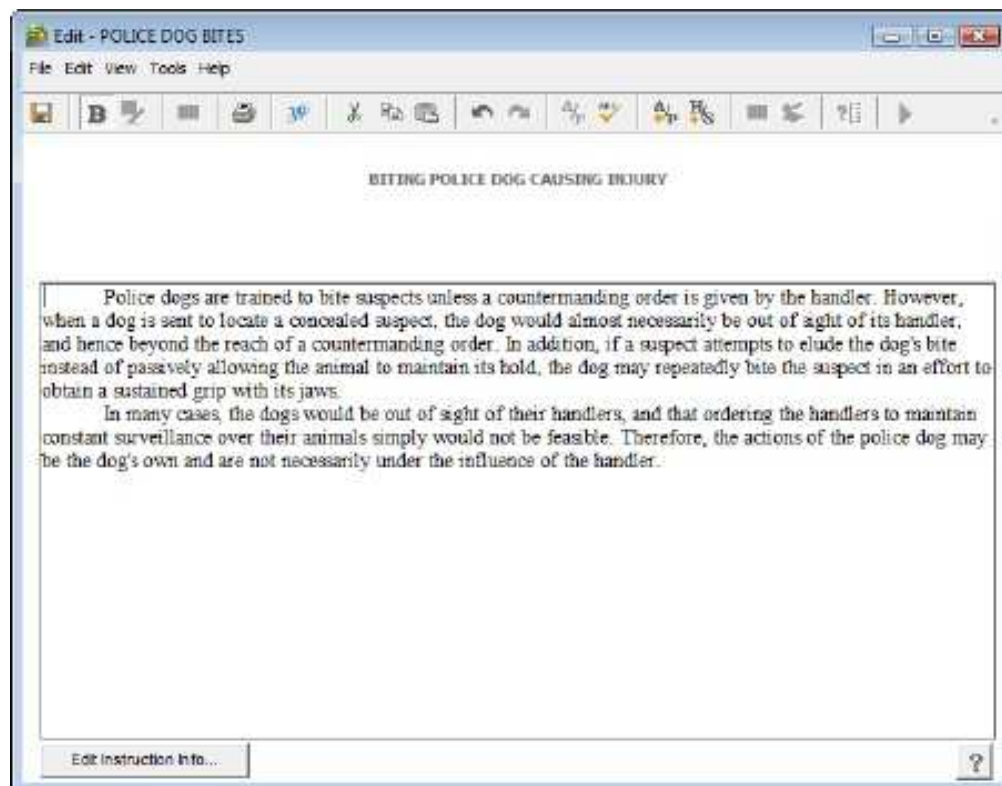 Edit - POLICE DOG BITES
File Edit View Tools Help
BITING POLICE DOG CAUSING INJURY
Police dogs are trained to bite suspects unless a countermanding order is given by the handler. However,
when a dog is sent to locate a concealed suspect, the dog would almost necessarily be out of sight of its handler,
and hence beyond the reach of a countermanding order. In addition, if a suspect attempts to elude the dog's bite
instead of passively allowing the animal to maintain its hold, the dog may repeatedly bite the suspect in an effort to
obtain a sustained grip with its jaws.
In many cases, the dogs would be out of sight of their handlers, and that ordering the handlers to maintain
constant surveillance over their animals simply would not be feasible. Therefore, the actions of the police dog may
be the dog's own and are not necessarily under the influence of the handler.
Edit Instruction Info...